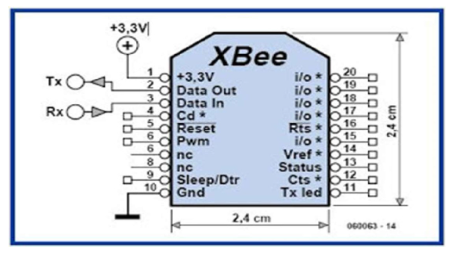 +3,3V
XBee
Tx
Rx
1 +3,3V i/o * 20
2 Data Out i/o * 19
3 Data In i/o * 18
4 Cd * i/o * 17
5 Reset Rts * 16
6 Pwm i/o * 15
6 nc Vref * 14
8 nc Status 13
9 Sleep/Dtr Cts * 12
10 Gnd Tx led 11
2,4 cm
2,4 cm
060063 - 14